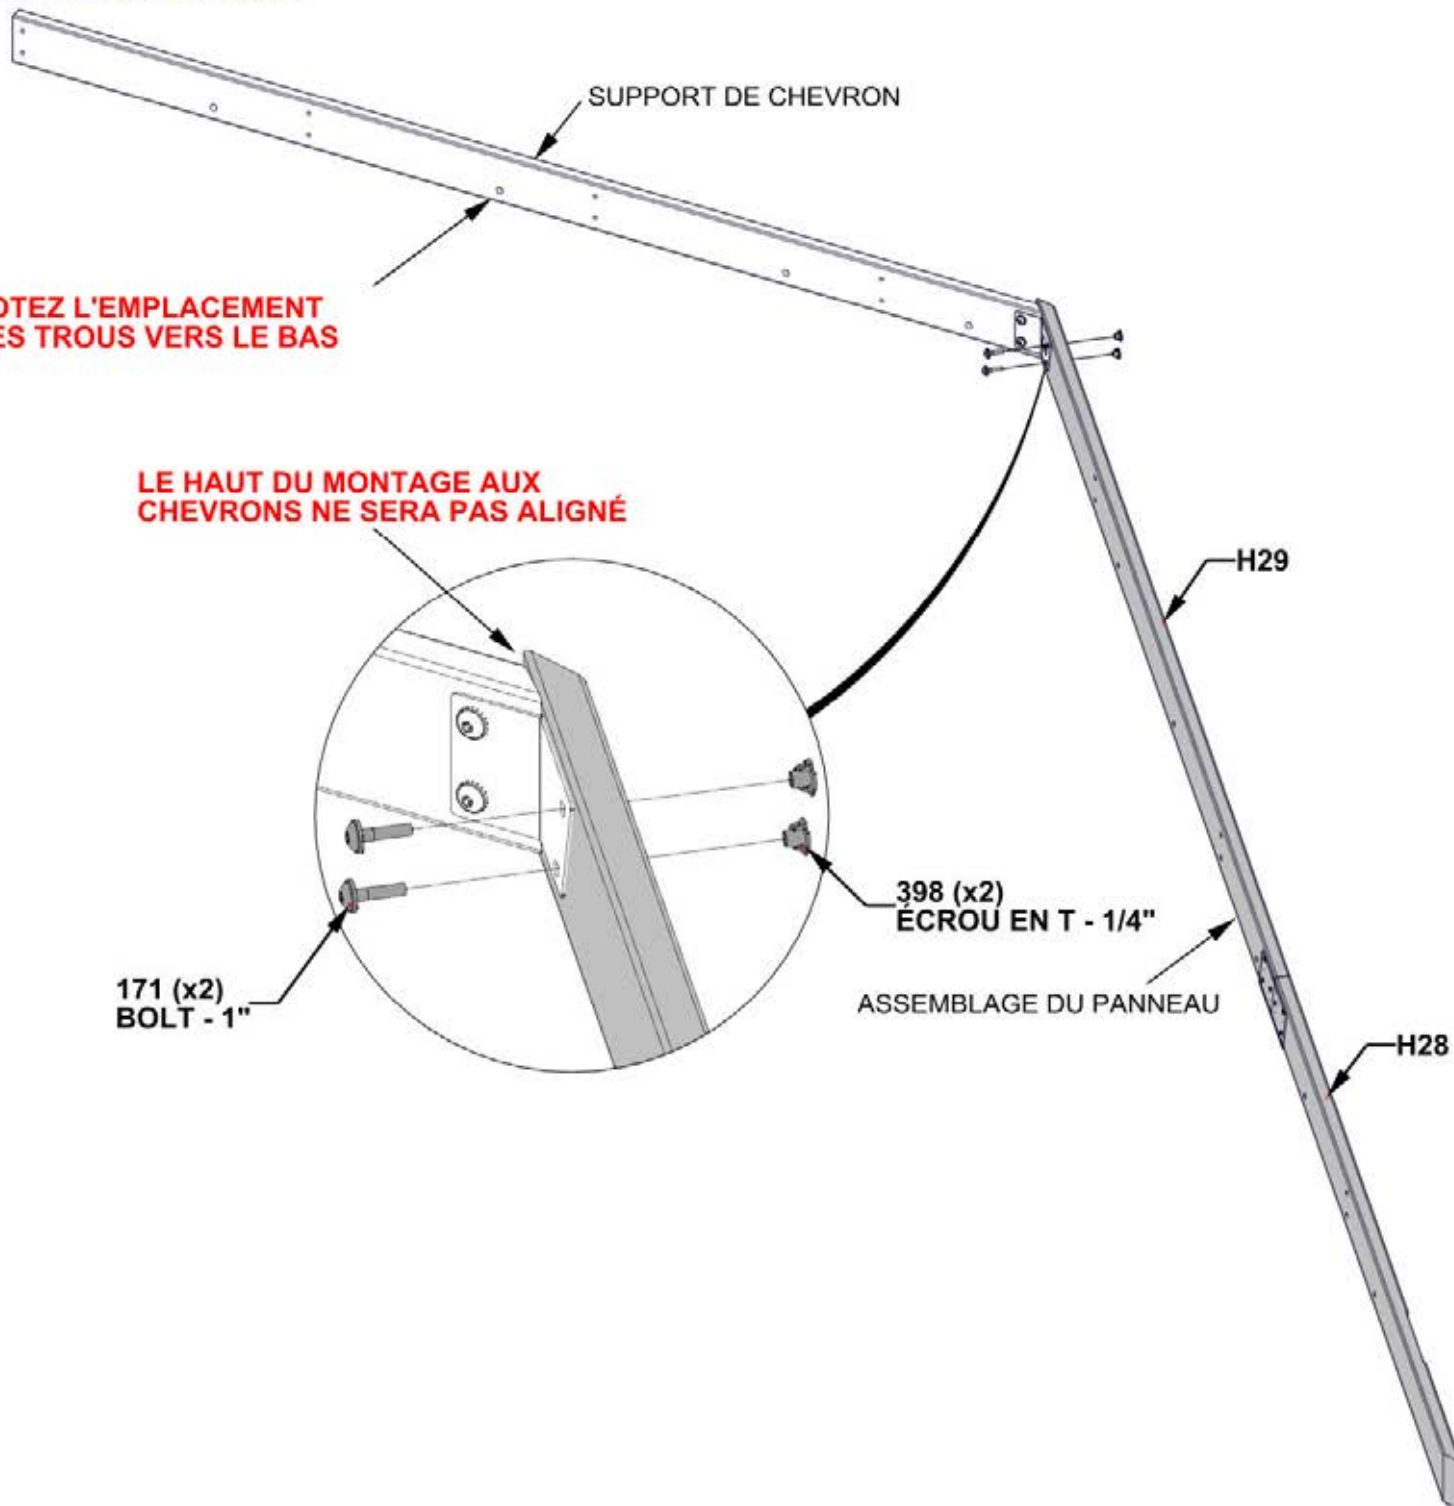 SUPPORT DE CHEVRON
OTEZ L'EMPLACEMENT
ES TROUS VERS LE BAS
LE HAUT DU MONTAGE AUX
CHEVRONS NE SERA PAS ALIGNÉ
H29
398 (x2)
ÉCROU EN T - 1/4"
171 (x2)
BOLT - 1"
ASSEMBLAGE DU PANNEAU
H28